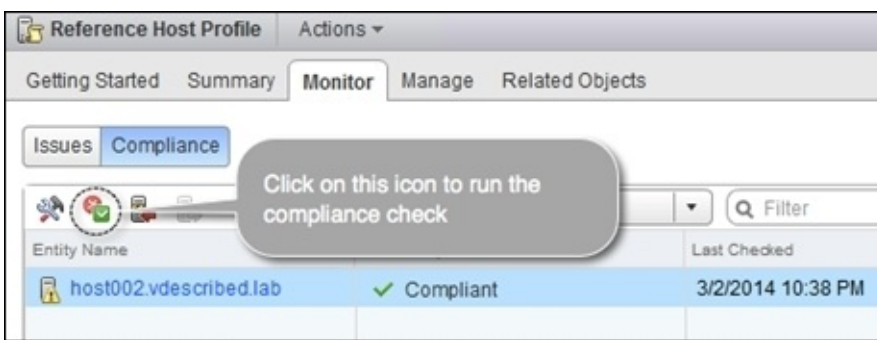 Reference Host Profile Actions
Getting Started Summary Monitor Manage Related Objects
Issues Compliance
Click on this icon to run the
compliance check
Filter
Entity Name Last Checked
host002.vdescribed.lab Compliant 3/2/2014 10:38 PM